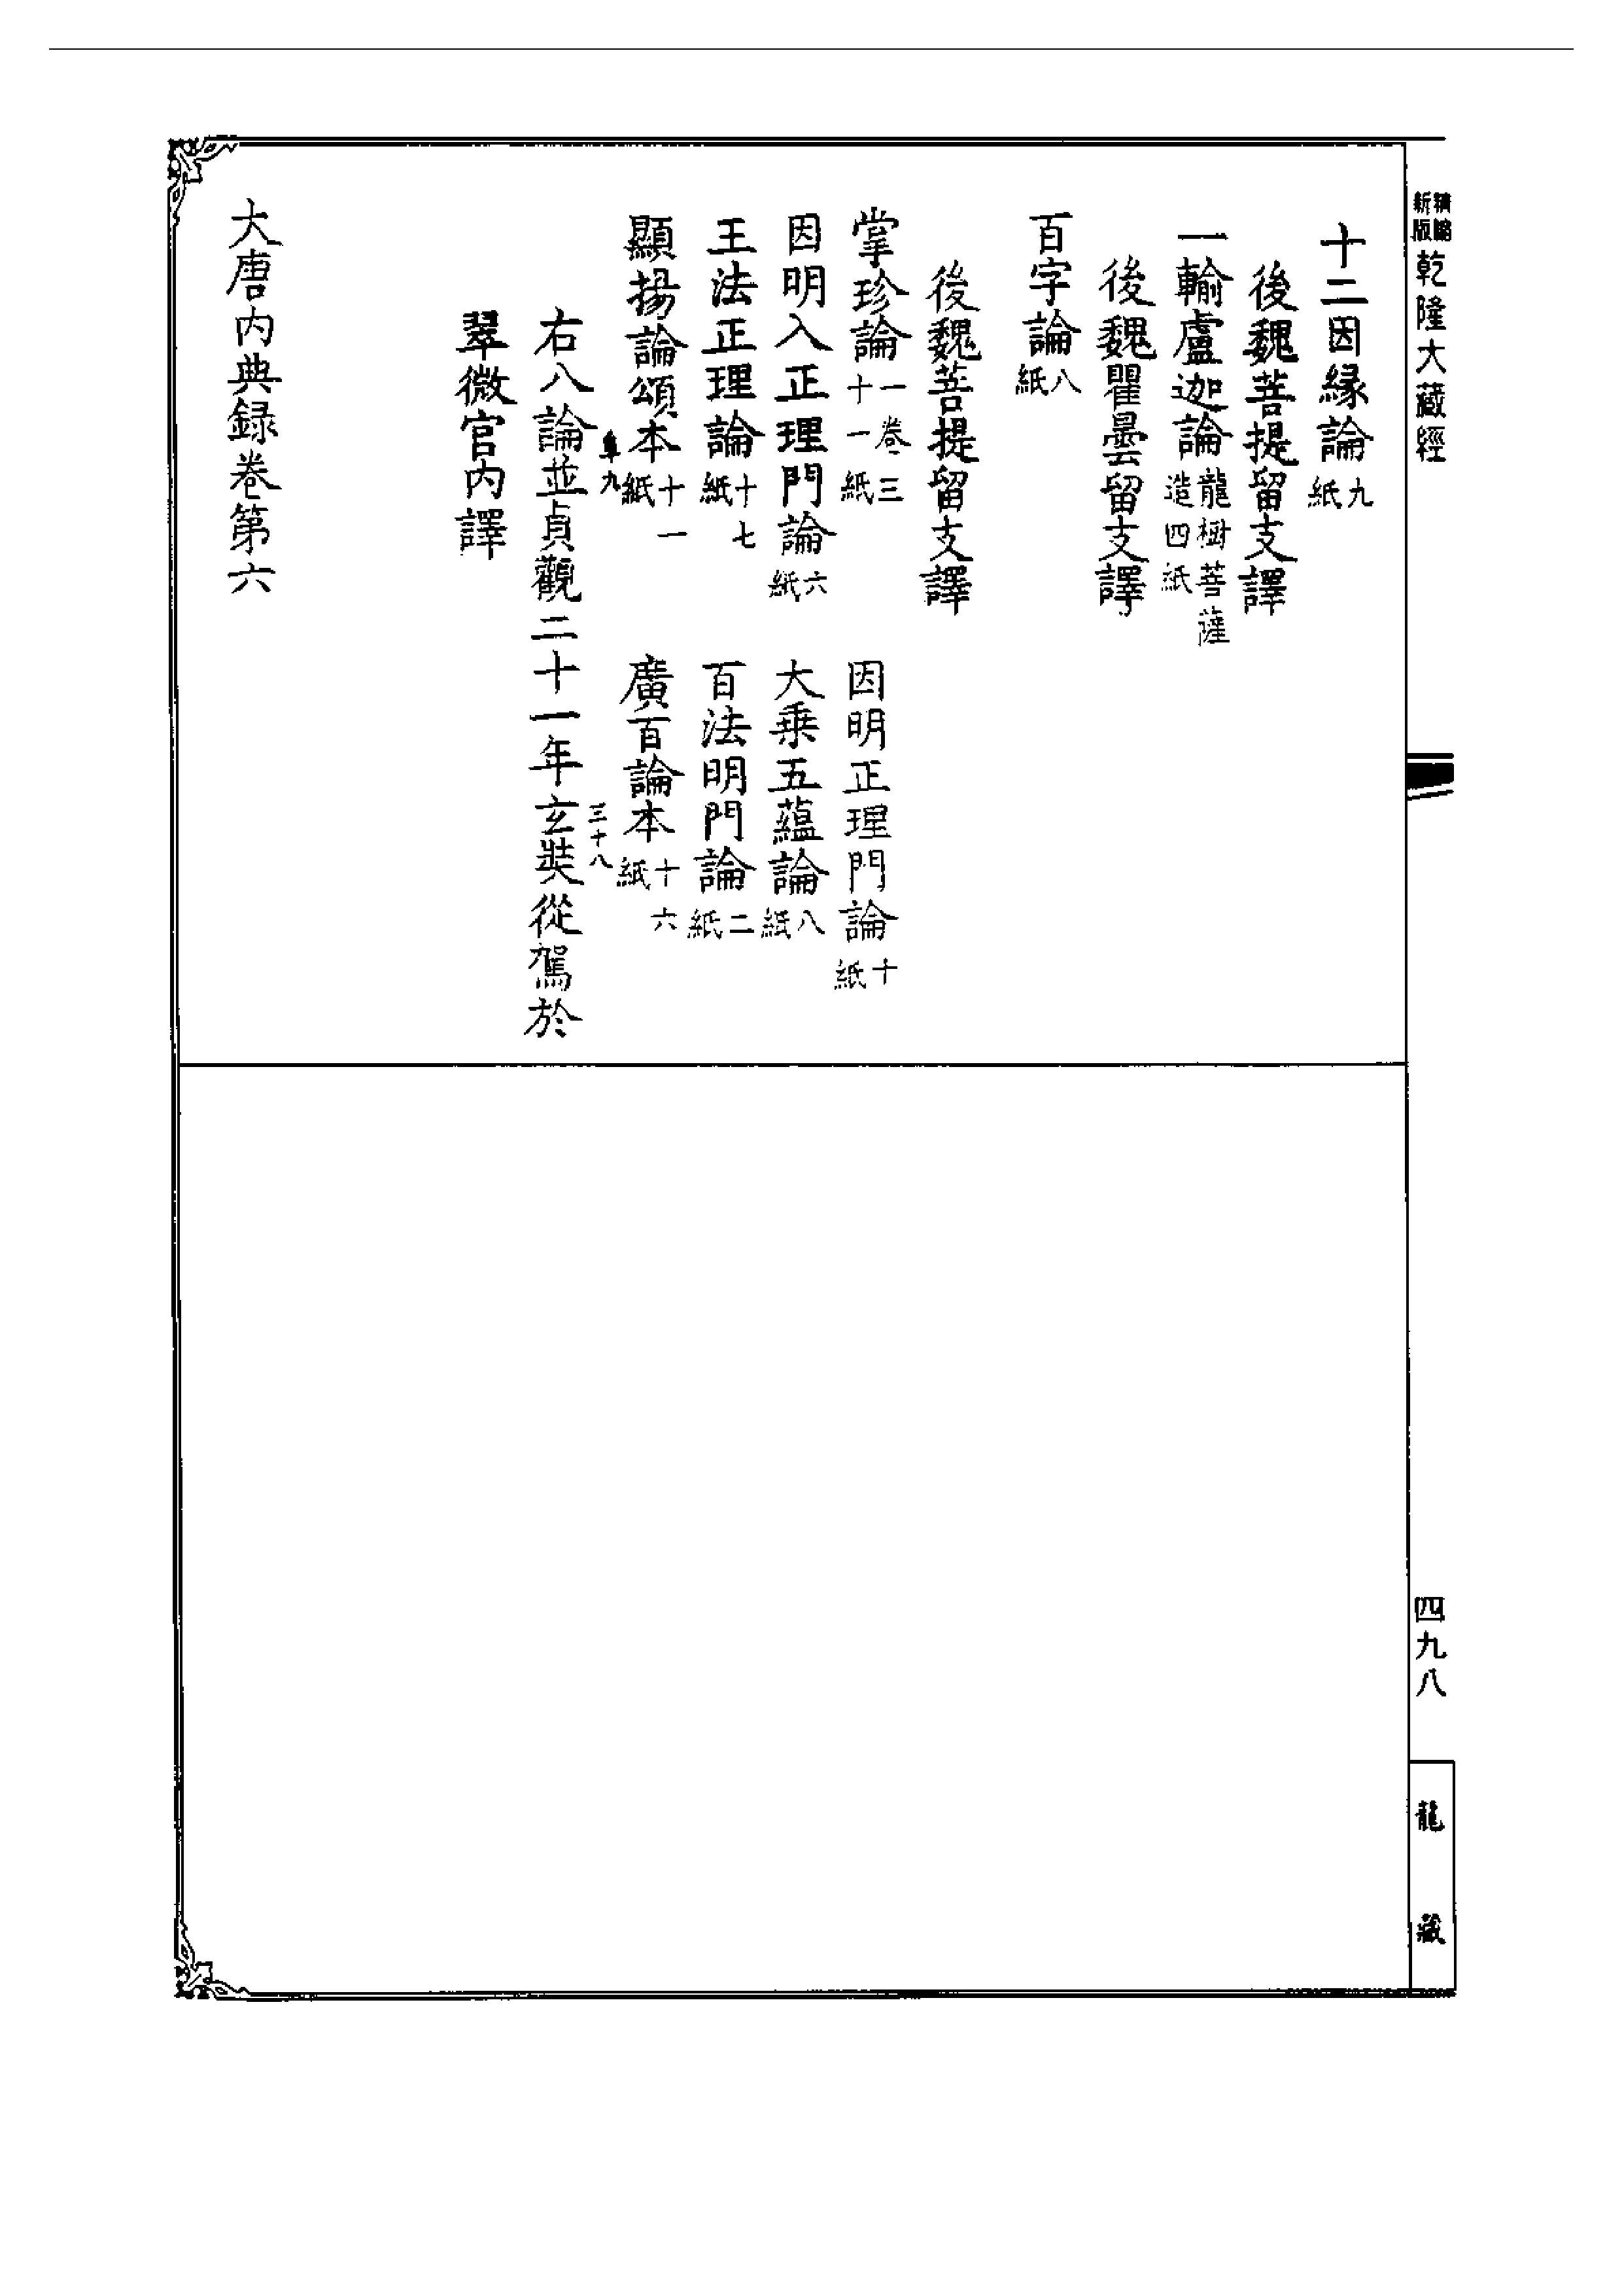 新編縮版 乾隆大藏經
四九八
龍藏
十二因緣論九紙
後魏菩提留支譯
一輸盧迦論龍樹菩薩造四紙
後魏瞿曇留支譯
百字論八紙
後魏菩提留支譯
掌珍論一卷三十一紙 因明正理門論十紙
因明入正理門論六紙 大乘五蘊論八紙
王法正理論十七紙 百法明門論二紙
顯揚論頌本十一紙 廣百論本十六紙
九 三十八
右八論並貞觀二十一年玄奘從駕於
翠微宮内譯
大唐内典録卷第六